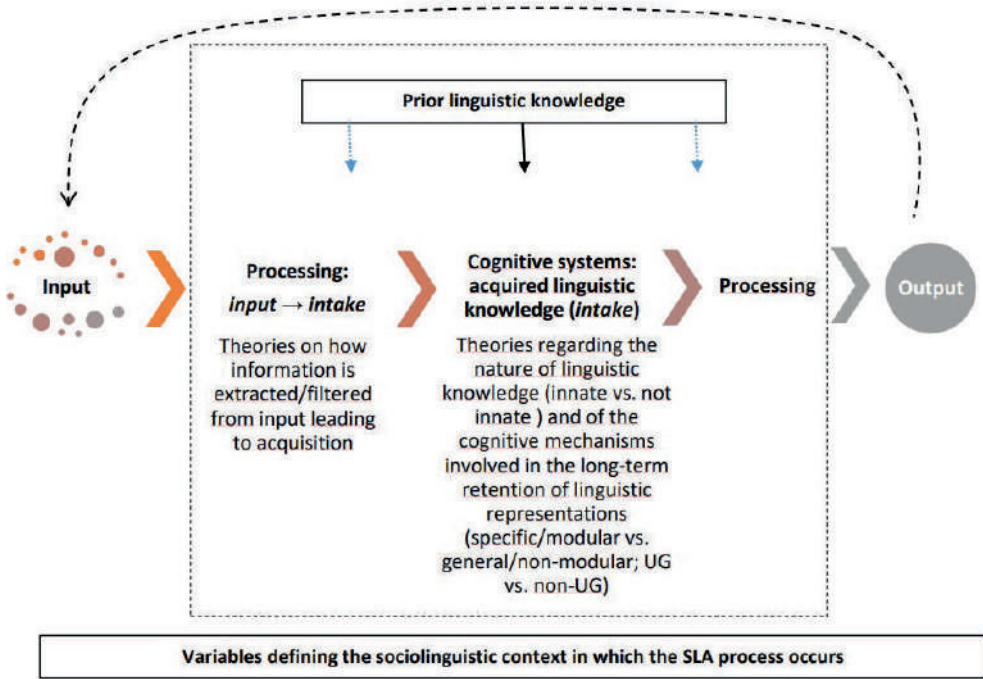 Prior linguistic knowledge
Input
Processing:
input → intake
Theories on how
information is
extracted/filtered
from input leading
to acquisition
Cognitive systems:
acquired linguistic
knowledge (intake)
Theories regarding the
nature of linguistic
knowledge (innate vs. not
innate ) and of the
cognitive mechanisms
involved in the long-term
retention of linguistic
representations
(specific/modular vs.
general/non-modular; UG
vs. non-UG)
Processing
Output
Variables defining the sociolinguistic context in which the SLA process occurs